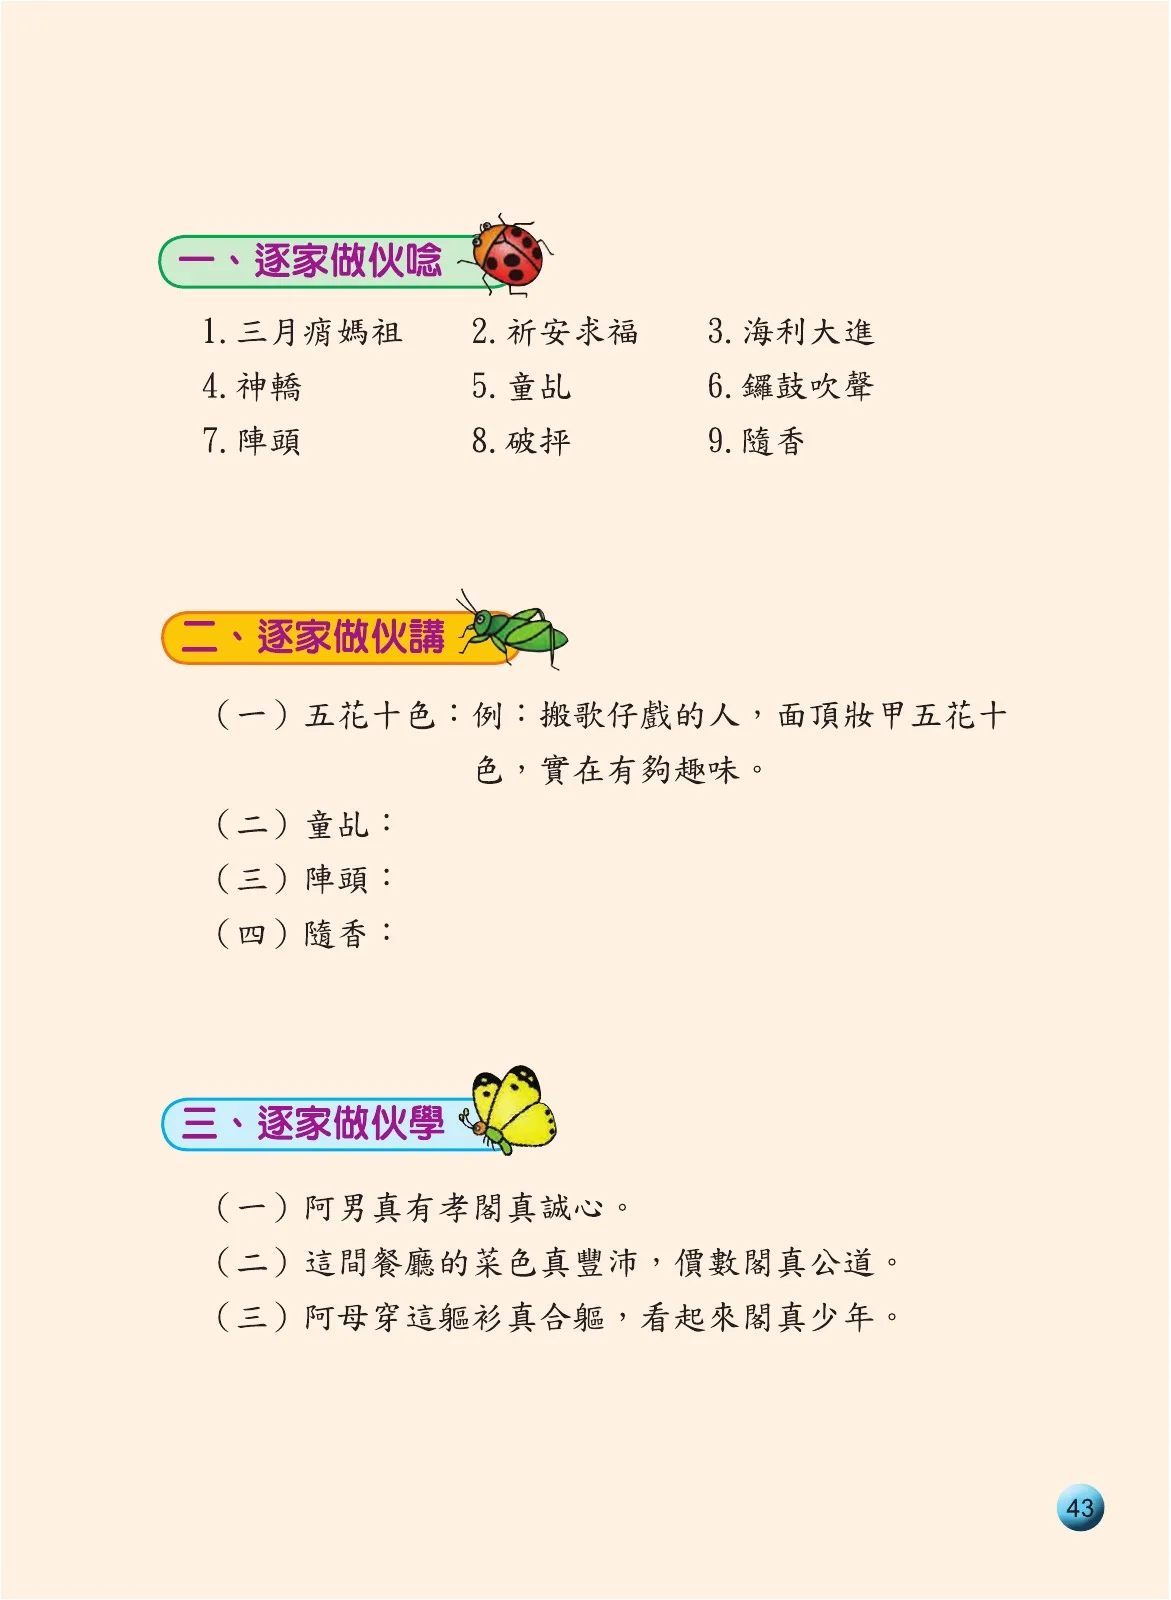 一、逐家做伙唸
1. 三月痟媽祖 2. 祈安求福 3. 海利大進
4. 神轎 5. 童乩 6. 鑼鼓吹聲
7. 陣頭 8. 破抨 9. 隨香
二、逐家做伙講
（一）五花十色：例：搬歌仔戲的人，面頂妝甲五花十
色，實在有夠趣味。
（二）童乩：
（三）陣頭：
（四）隨香：
三、逐家做伙學
（一）阿男真有孝閣真誠心。
（二）這間餐廳的菜色真豐沛，價數閣真公道。
（三）阿母穿這軀衫真合軀，看起來閣真少年。
43